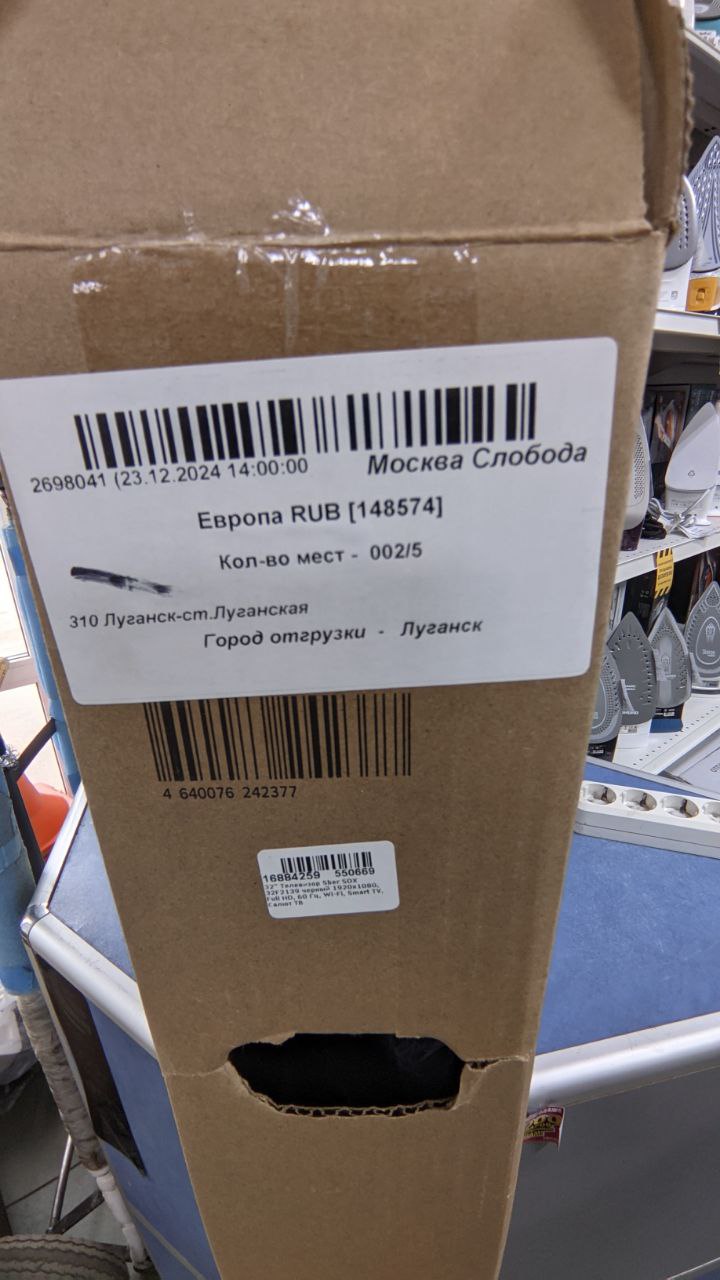 2698041 (23.12.2024 14:00:00
Москва Слобода
Европа RUB [148574]
Кол-во мест - 002/5
310 Луганск-ст.Луганская
Город отгрузки - Луганск
4 640076 242377
16884259 550669
32" Телевизор Sber SDX
32F2139 черный 1920x1080,
Full HD, 60 Гц, Wi-Fi, Smart TV,
Салют ТВ